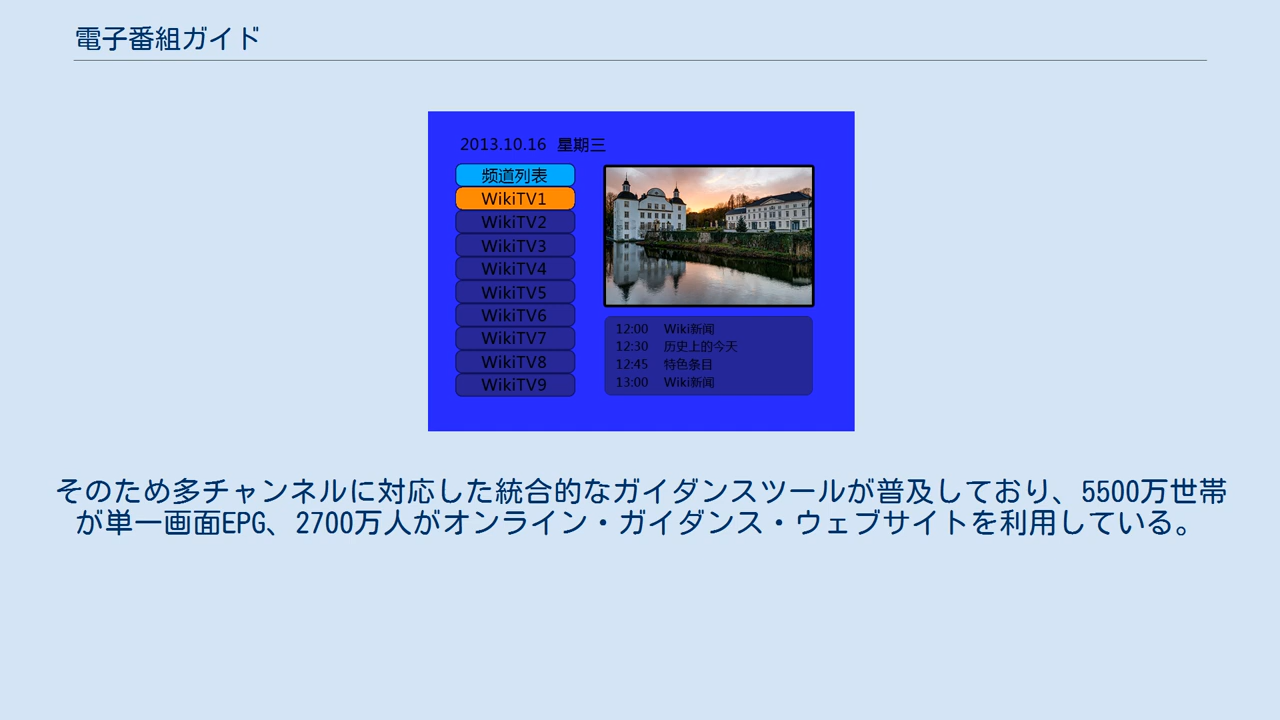 電子番組ガイド
2013.10.16 星期三
频道列表
WikiTV1
WikiTV2
WikiTV3
WikiTV4
WikiTV5
WikiTV6
WikiTV7
WikiTV8
WikiTV9
12:00 Wiki新闻
12:30 历史上的今天
12:45 特色条目
13:00 Wiki新闻
そのため多チャンネルに対応した統合的なガイダンスツールが普及しており、5500万世帯
が単一画面EPG、2700万人がオンライン・ガイダンス・ウェブサイトを利用している。